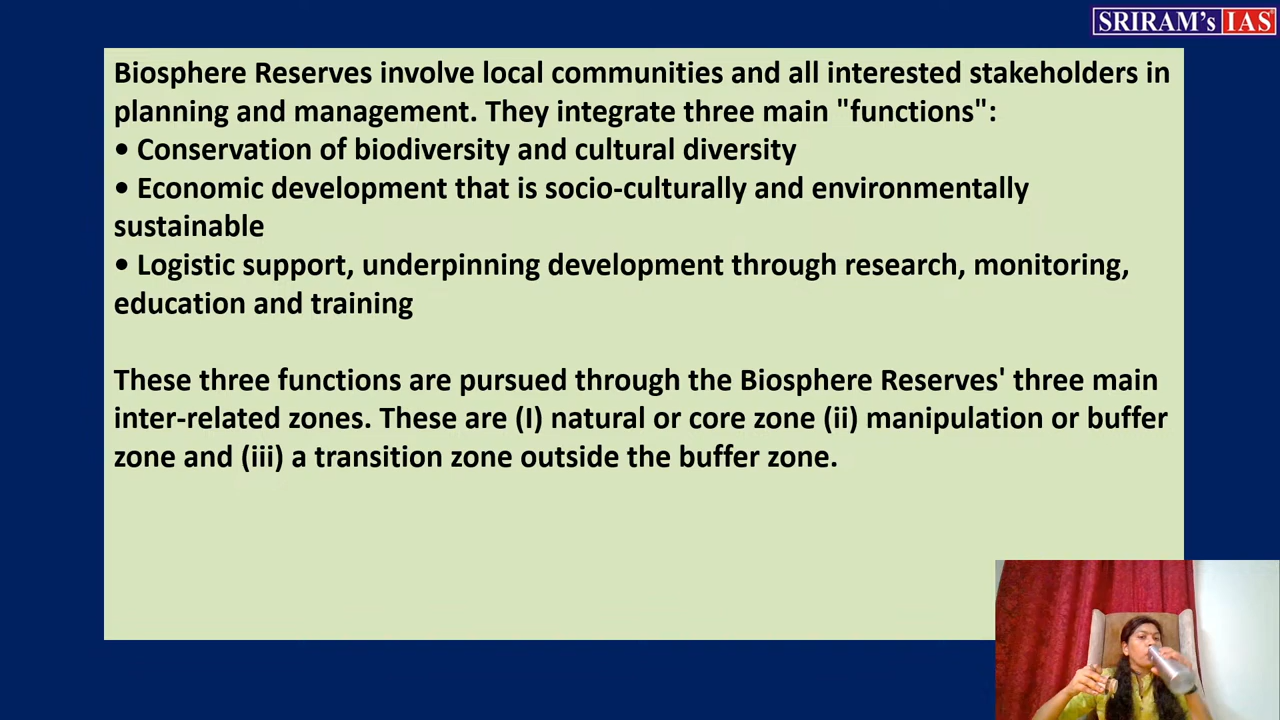 SRIRAM's IAS
Biosphere Reserves involve local communities and all interested stakeholders in
planning and management. They integrate three main "functions":
• Conservation of biodiversity and cultural diversity
• Economic development that is socio-culturally and environmentally
sustainable
• Logistic support, underpinning development through research, monitoring,
education and training
These three functions are pursued through the Biosphere Reserves' three main
inter-related zones. These are (I) natural or core zone (ii) manipulation or buffer
zone and (iii) a transition zone outside the buffer zone.